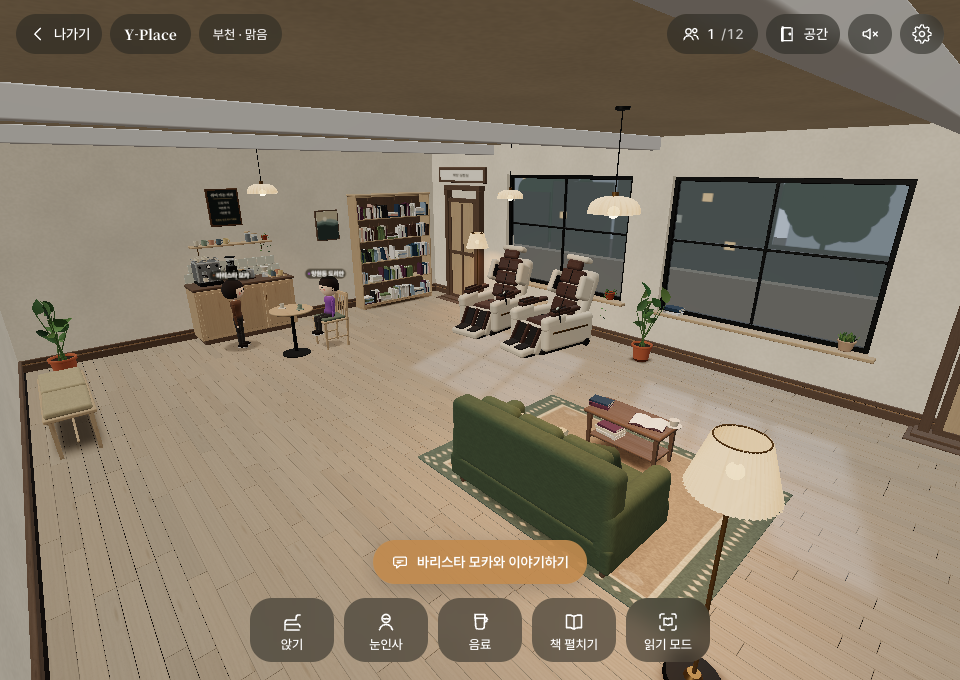 나가기
Y-Place
부천 · 맑음
1 /12
공간
바리스타 모카와 이야기하기
앉기
눈인사
음료
책 펼치기
읽기 모드